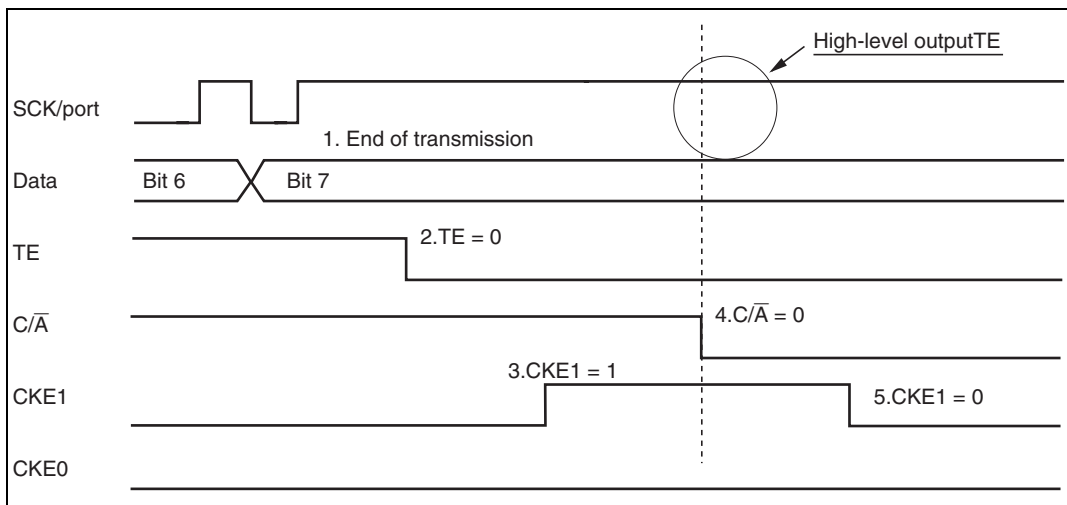 High-level outputTE
SCK/port
1. End of transmission
Data
Bit 6
Bit 7
2.TE = 0
TE
C/A̅
4.C/A̅ = 0
3.CKE1 = 1
CKE1
5.CKE1 = 0
CKE0